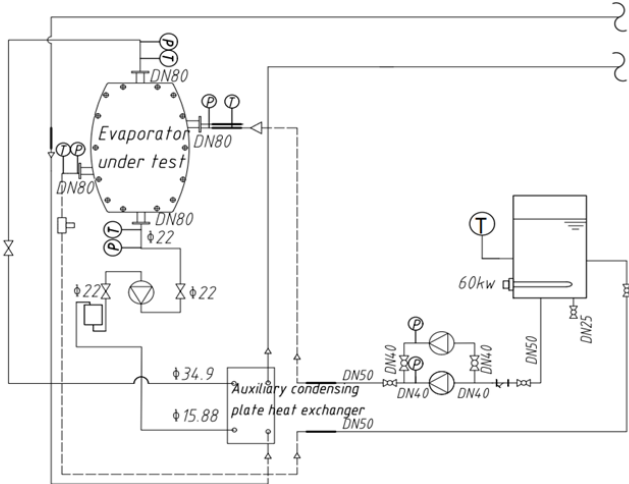 P
T
DN80
P
T
Evaporator
under test
DN80
T
P
DN80
DN80
T
P
ϕ22
ϕ22
ϕ22
T
60kw
DN25
DN50
P
DN40
P
DN40
ϕ34.9
DN50
DN40
DN40
Auxiliary condensing
plate heat exchanger
ϕ15.88
DN50